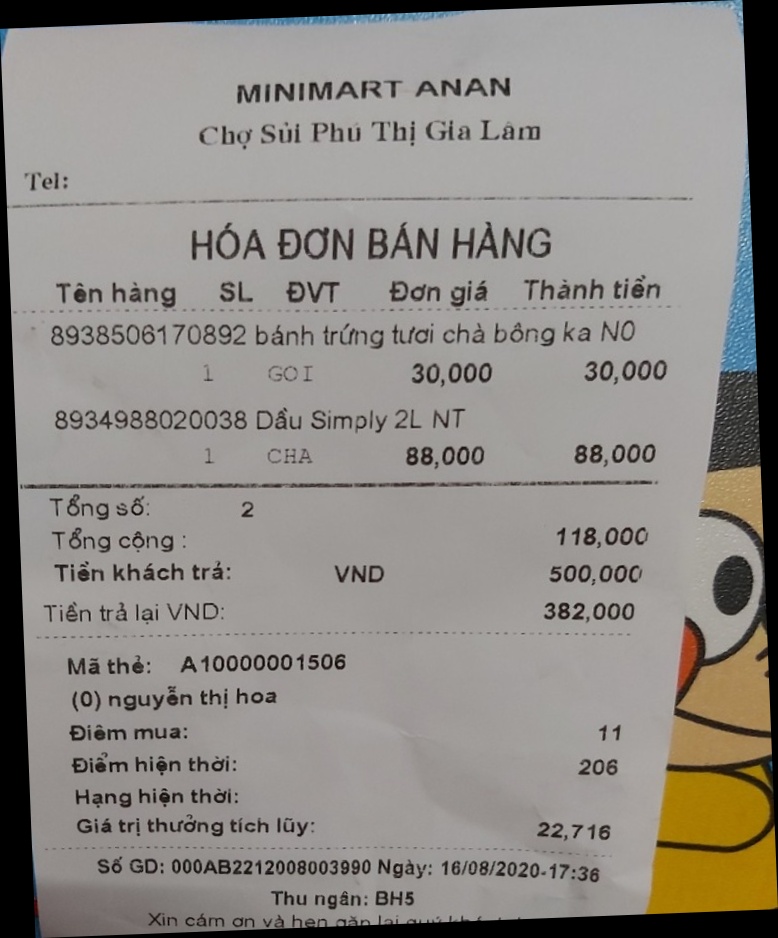 MINIMART ANAN
Chợ Sủi Phú Thị Gia Lâm
Tel:
HÓA ĐƠN BÁN HÀNG
Tên hàng SL ĐVT Đơn giá Thành tiền
8938506170892 bánh trứng tươi chà bông ka N0
1 GOI 30,000 30,000
8934988020038 Dầu Simply 2L NT
1 CHA 88,000 88,000
Tổng số: 2
Tổng cộng : 118,000
Tiền khách trả: VND 500,000
Tiền trả lại VND: 382,000
Mã thẻ: A10000001506
(0) nguyễn thị hoa
Điểm mua: 11
Điểm hiện thời: 206
Hạng hiện thời:
Giá trị thưởng tích lũy: 22,716
Số GD: 000AB2212008003990 Ngày: 16/08/2020-17:36
Thu ngân: BH5
Xin cám ơn và hẹn gặp lại quý